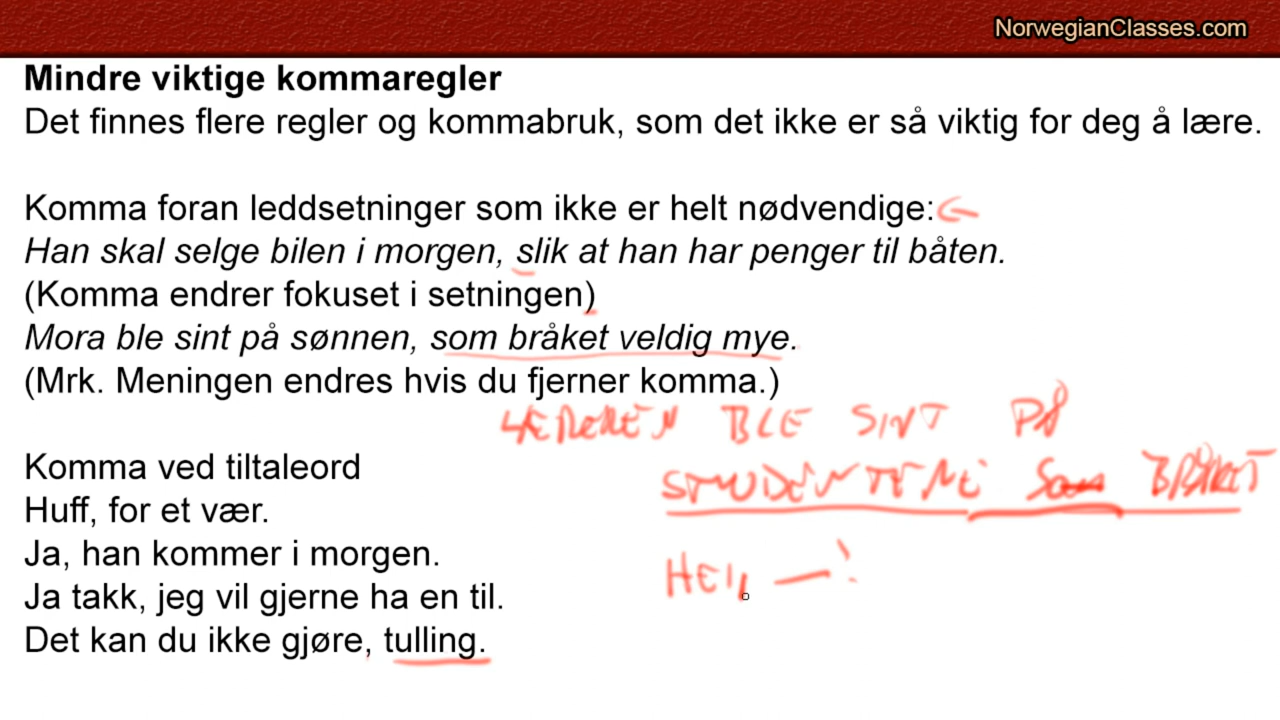 NorwegianClasses.com
Mindre viktige kommaregler
Det finnes flere regler og kommabruk, som det ikke er så viktig for deg å lære.
Komma foran leddsetninger som ikke er helt nødvendige:
Han skal selge bilen i morgen, slik at han har penger til båten.
(Komma endrer fokuset i setningen)
Mora ble sint på sønnen, som bråket veldig mye.
(Mrk. Meningen endres hvis du fjerner komma.)
LÆREREN BLE SINT PÅ
STUDENTENE SOM BRÅKET
Komma ved tiltaleord
Huff, for et vær.
Ja, han kommer i morgen.
Ja takk, jeg vil gjerne ha en til.
HEI, — !
Det kan du ikke gjøre, tulling.